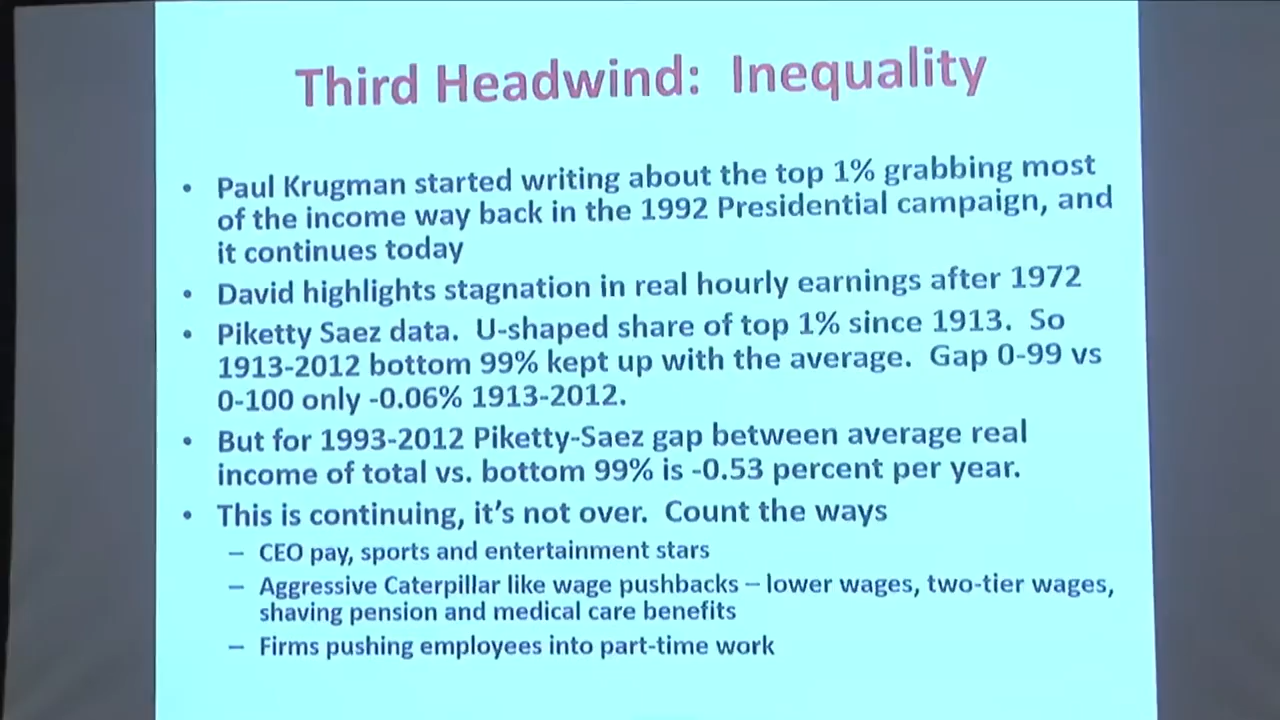 Third Headwind: Inequality
• Paul Krugman started writing about the top 1% grabbing most
of the income way back in the 1992 Presidential campaign, and
it continues today
• David highlights stagnation in real hourly earnings after 1972
• Piketty Saez data. U-shaped share of top 1% since 1913. So
1913-2012 bottom 99% kept up with the average. Gap 0-99 vs
0-100 only -0.06% 1913-2012.
• But for 1993-2012 Piketty-Saez gap between average real
income of total vs. bottom 99% is -0.53 percent per year.
• This is continuing, it's not over. Count the ways
– CEO pay, sports and entertainment stars
– Aggressive Caterpillar like wage pushbacks – lower wages, two-tier wages,
shaving pension and medical care benefits
– Firms pushing employees into part-time work